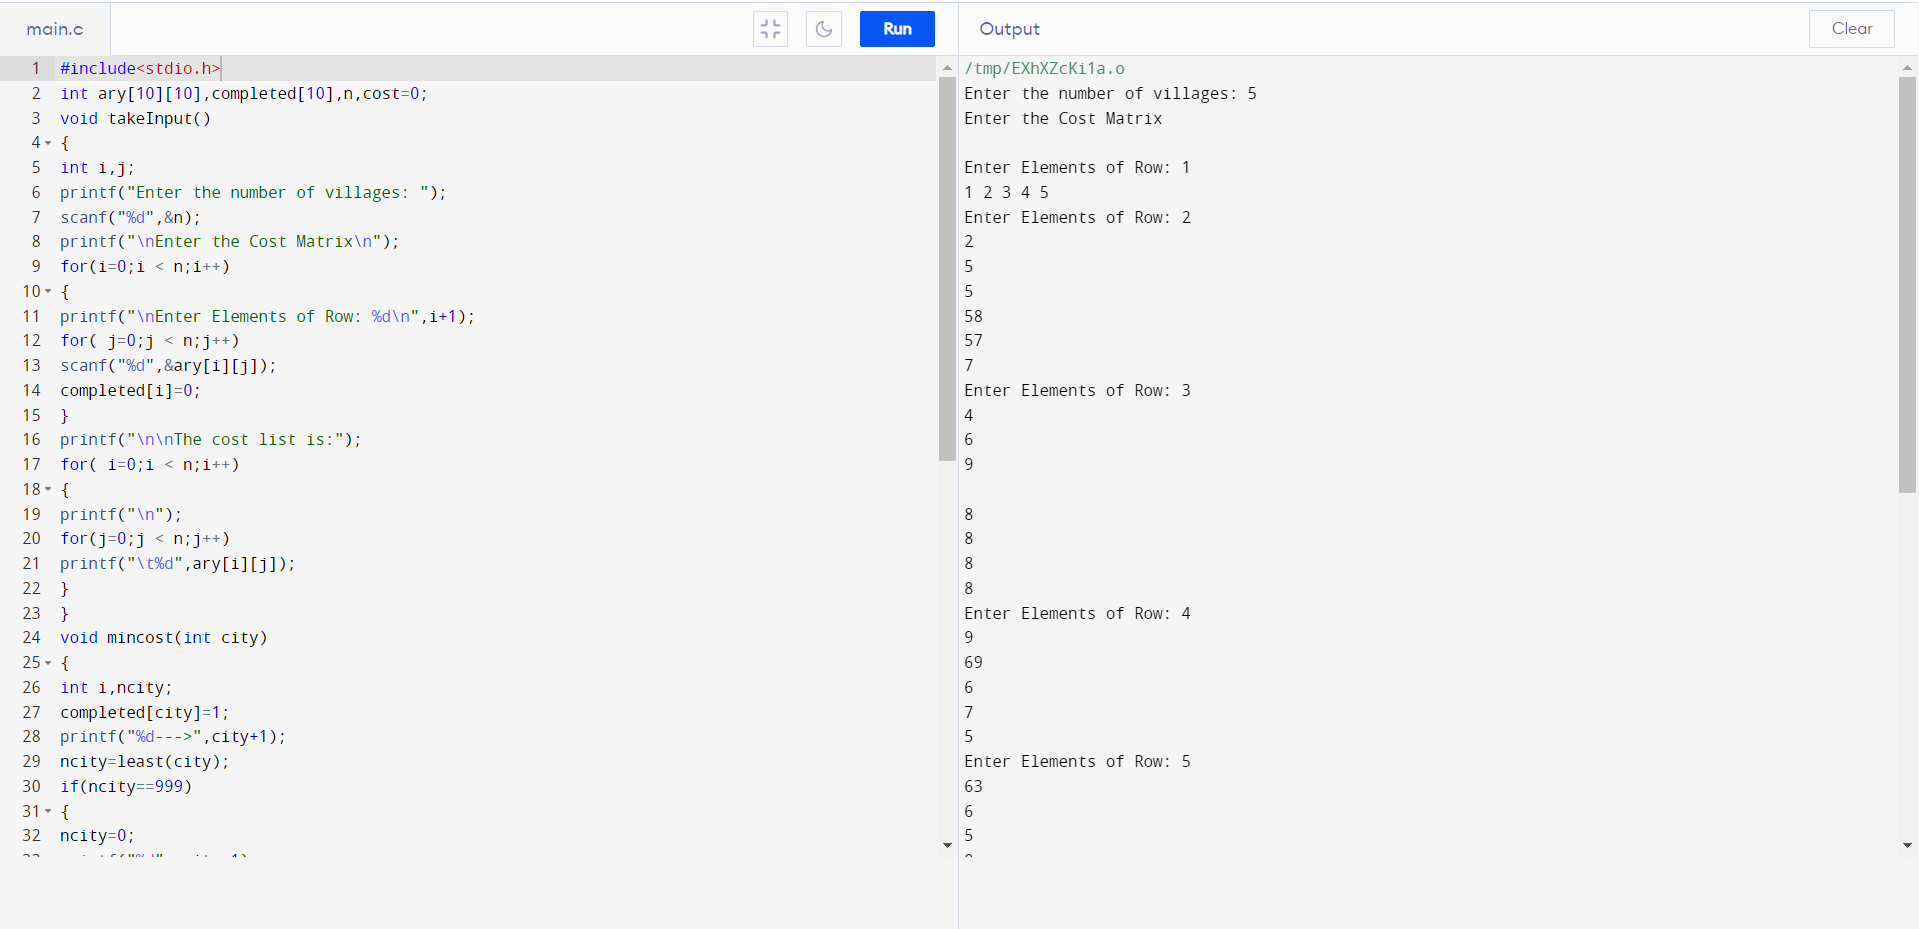 main.c
Run
Output
Clear
1 #include<stdio.h>
2 int ary[10][10],completed[10],n,cost=0;
3 void takeInput()
4 {
5 int i,j;
6 printf("Enter the number of villages: ");
7 scanf("%d",&n);
8 printf("\nEnter the Cost Matrix\n");
9 for(i=0;i < n;i++)
10 {
11 printf("\nEnter Elements of Row: %d\n",i+1);
12 for( j=0;j < n;j++)
13 scanf("%d",&ary[i][j]);
14 completed[i]=0;
15 }
16 printf("\n\nThe cost list is:");
17 for( i=0;i < n;i++)
18 {
19 printf("\n");
20 for(j=0;j < n;j++)
21 printf("\t%d",ary[i][j]);
22 }
23 }
24 void mincost(int city)
25 {
26 int i,ncity;
27 completed[city]=1;
28 printf("%d--->",city+1);
29 ncity=least(city);
30 if(ncity==999)
31 {
32 ncity=0;
/tmp/EXhXZcKi1a.o
Enter the number of villages: 5
Enter the Cost Matrix
Enter Elements of Row: 1
1 2 3 4 5
Enter Elements of Row: 2
2
5
5
58
57
7
Enter Elements of Row: 3
4
6
9
8
8
8
8
Enter Elements of Row: 4
9
69
6
7
5
Enter Elements of Row: 5
63
6
5